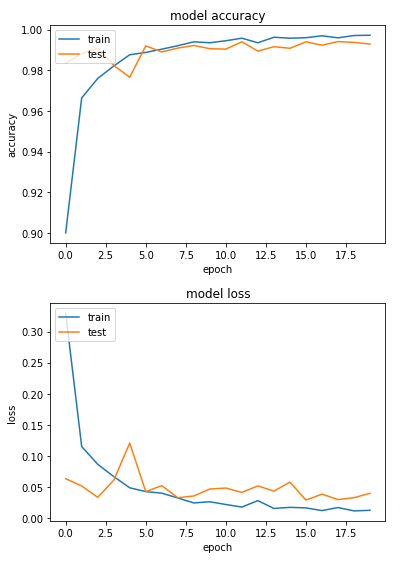 model accuracy
1.00
0.98
0.96
0.94
0.92
0.90
accuracy
train
test
0.0 2.5 5.0 7.5 10.0 12.5 15.0 17.5
epoch
model loss
0.30
0.25
0.20
0.15
0.10
0.05
0.00
loss
train
test
0.0 2.5 5.0 7.5 10.0 12.5 15.0 17.5
epoch